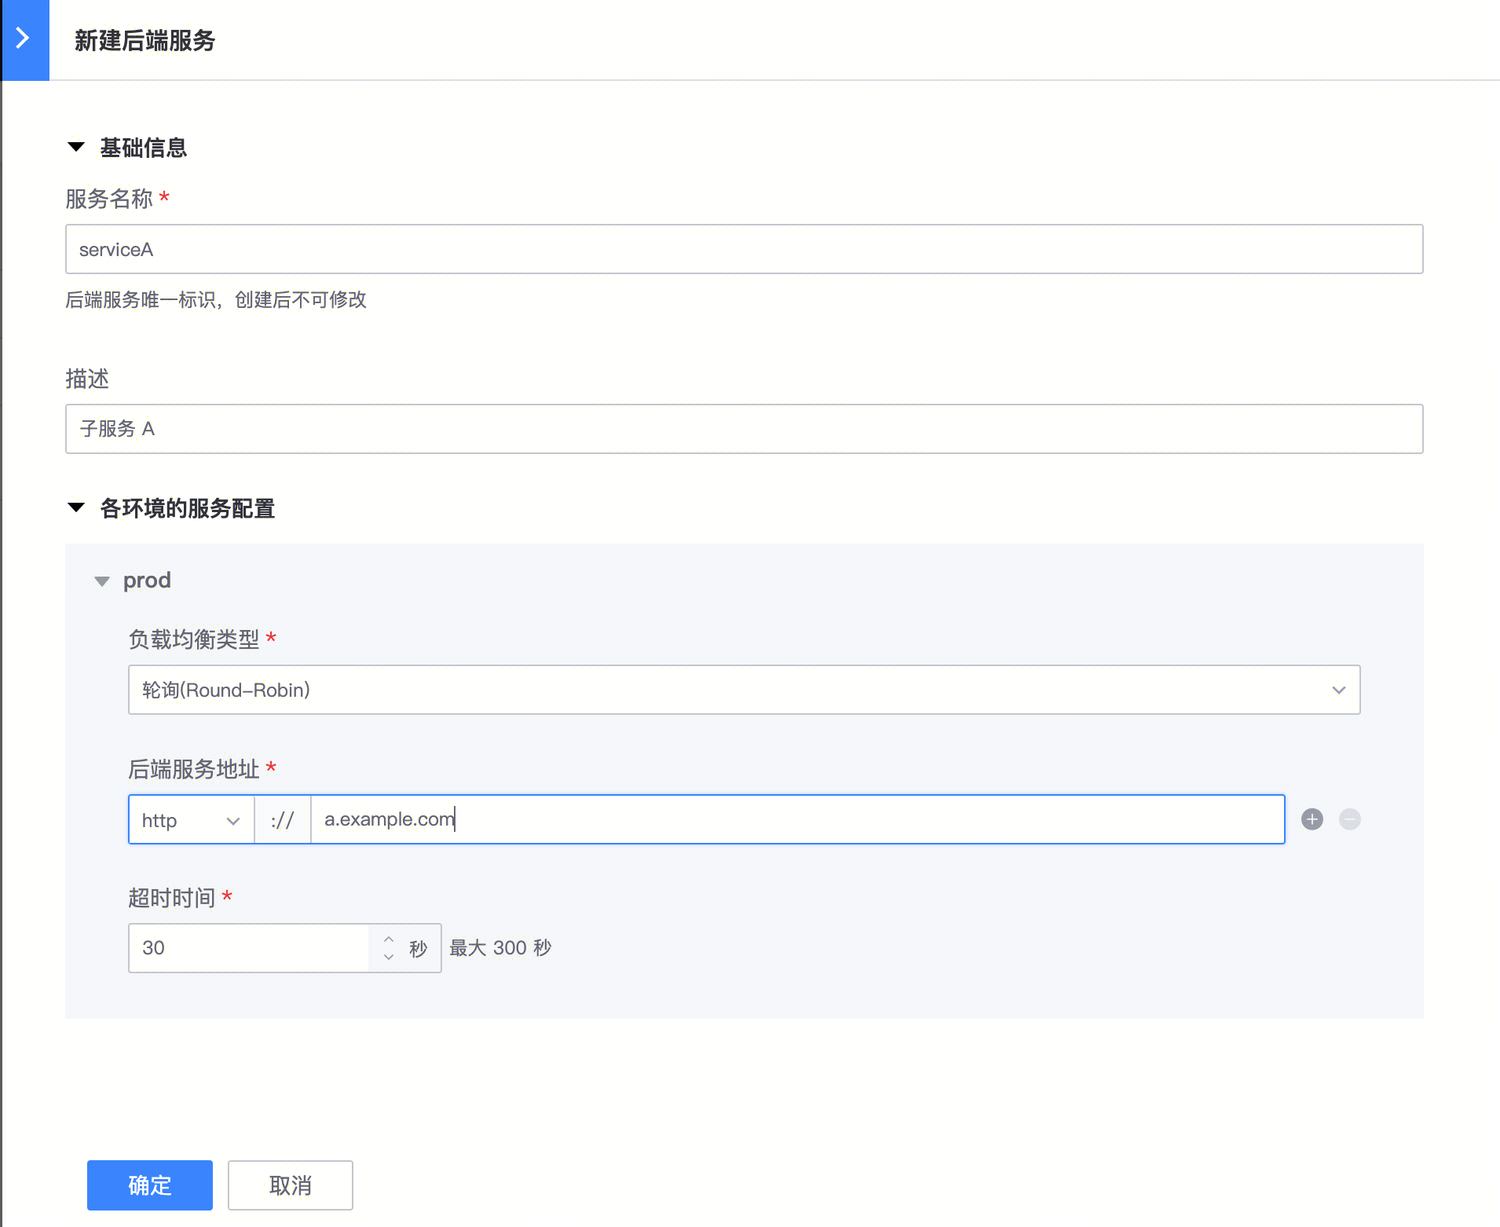 新建后端服务
基础信息
服务名称 *
serviceA
后端服务唯一标识，创建后不可修改
描述
子服务 A
各环境的服务配置
prod
负载均衡类型 *
轮询(Round-Robin)
后端服务地址 *
http :// a.example.com
超时时间 *
30 秒 最大 300 秒
确定 取消